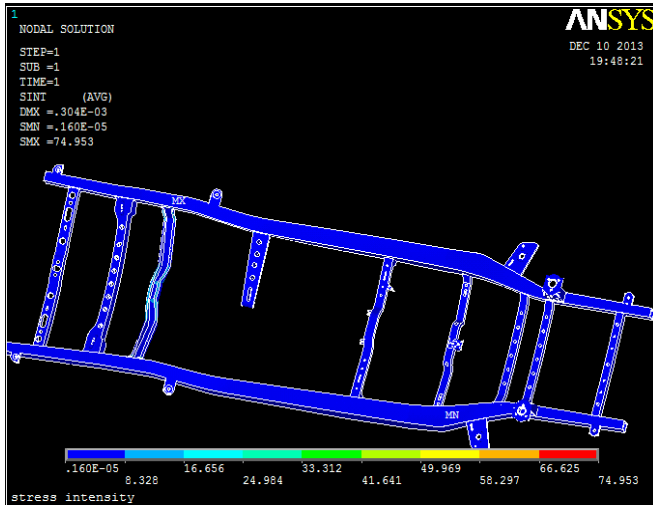 1
NODAL SOLUTION
ANSYS
STEP=1
SUB =1
TIME=1
SINT     (AVG)
DMX =.304E-03
SMN =.160E-05
SMX =74.953
DEC 10 2013
19:48:21
MX
MN
.160E-05 16.656 33.312 49.969 66.625
8.328 24.984 41.641 58.297 74.953
stress intensity